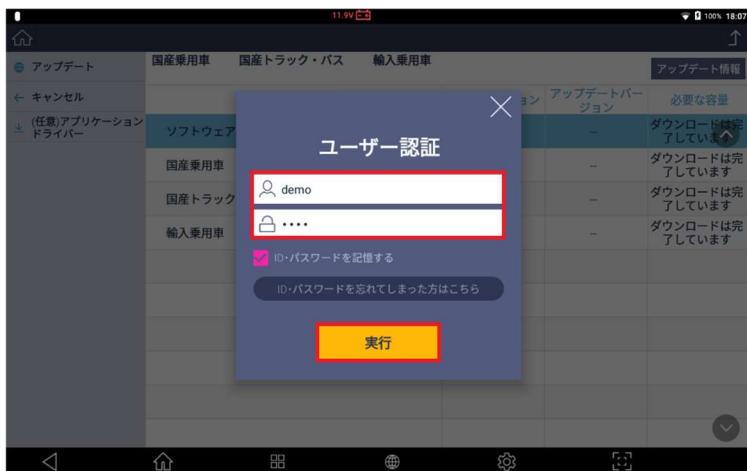 11.9V
100% 18:07
アップデート
国産乗用車 国産トラック・バス 輸入乗用車
アップデート情報
キャンセル
(任意)アプリケーション
ドライバー
ョン
アップデートバー
ジョン
必要な容量
ソフトウェア
--
ダウンロードは完
了しています
国産乗用車
--
ダウンロードは完
了しています
国産トラック
--
ダウンロードは完
了しています
輸入乗用車
--
ダウンロードは完
了しています
ユーザー認証
demo
••••
ID・パスワードを記憶する
ID・パスワードを忘れてしまった方はこちら
実行